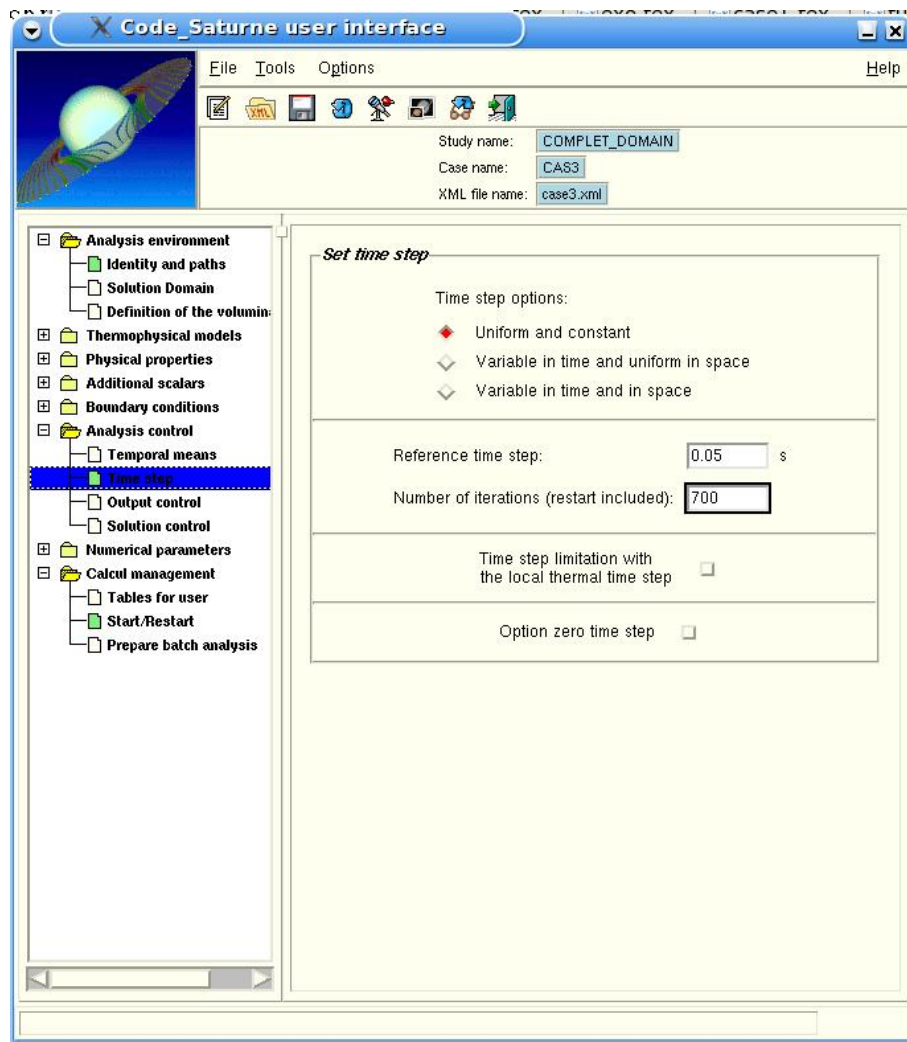 Code_Saturne user interface
File Tools Options Help
XML
Study name: COMPLET_DOMAIN
Case name: CAS3
XML file name: case3.xml
Analysis environment
Identity and paths
Solution Domain
Definition of the volumin
Thermophysical models
Physical properties
Additional scalars
Boundary conditions
Analysis control
Temporal means
Time step
Output control
Solution control
Numerical parameters
Calcul management
Tables for user
Start/Restart
Prepare batch analysis
Set time step
Time step options:
Uniform and constant
Variable in time and uniform in space
Variable in time and in space
Reference time step: 0.05 s
Number of iterations (restart included): 700
Time step limitation with
the local thermal time step
Option zero time step